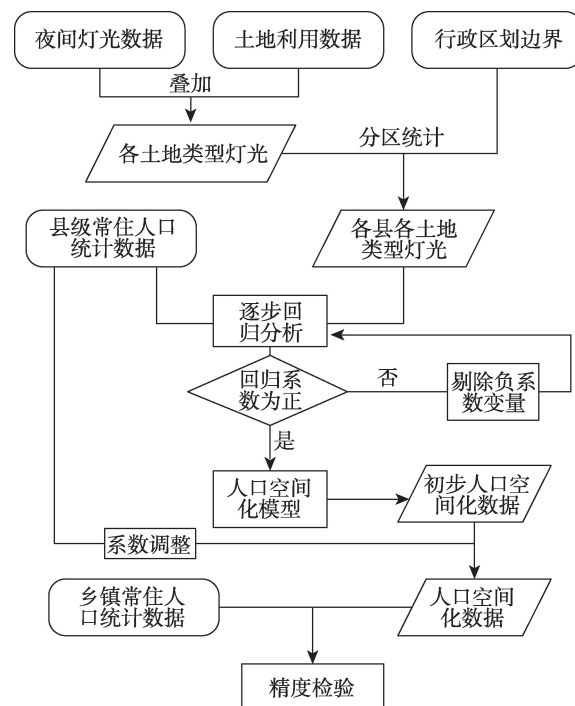 夜间灯光数据
土地利用数据
行政区划边界
叠加
分区统计
各土地类型灯光
县级常住人口
统计数据
各县各土地
类型灯光
逐步回
归分析
回归系
数为正
否
剔除负系
数变量
是
人口空间
化模型
初步人口空
间化数据
系数调整
乡镇常住人
口统计数据
人口空间
化数据
精度检验